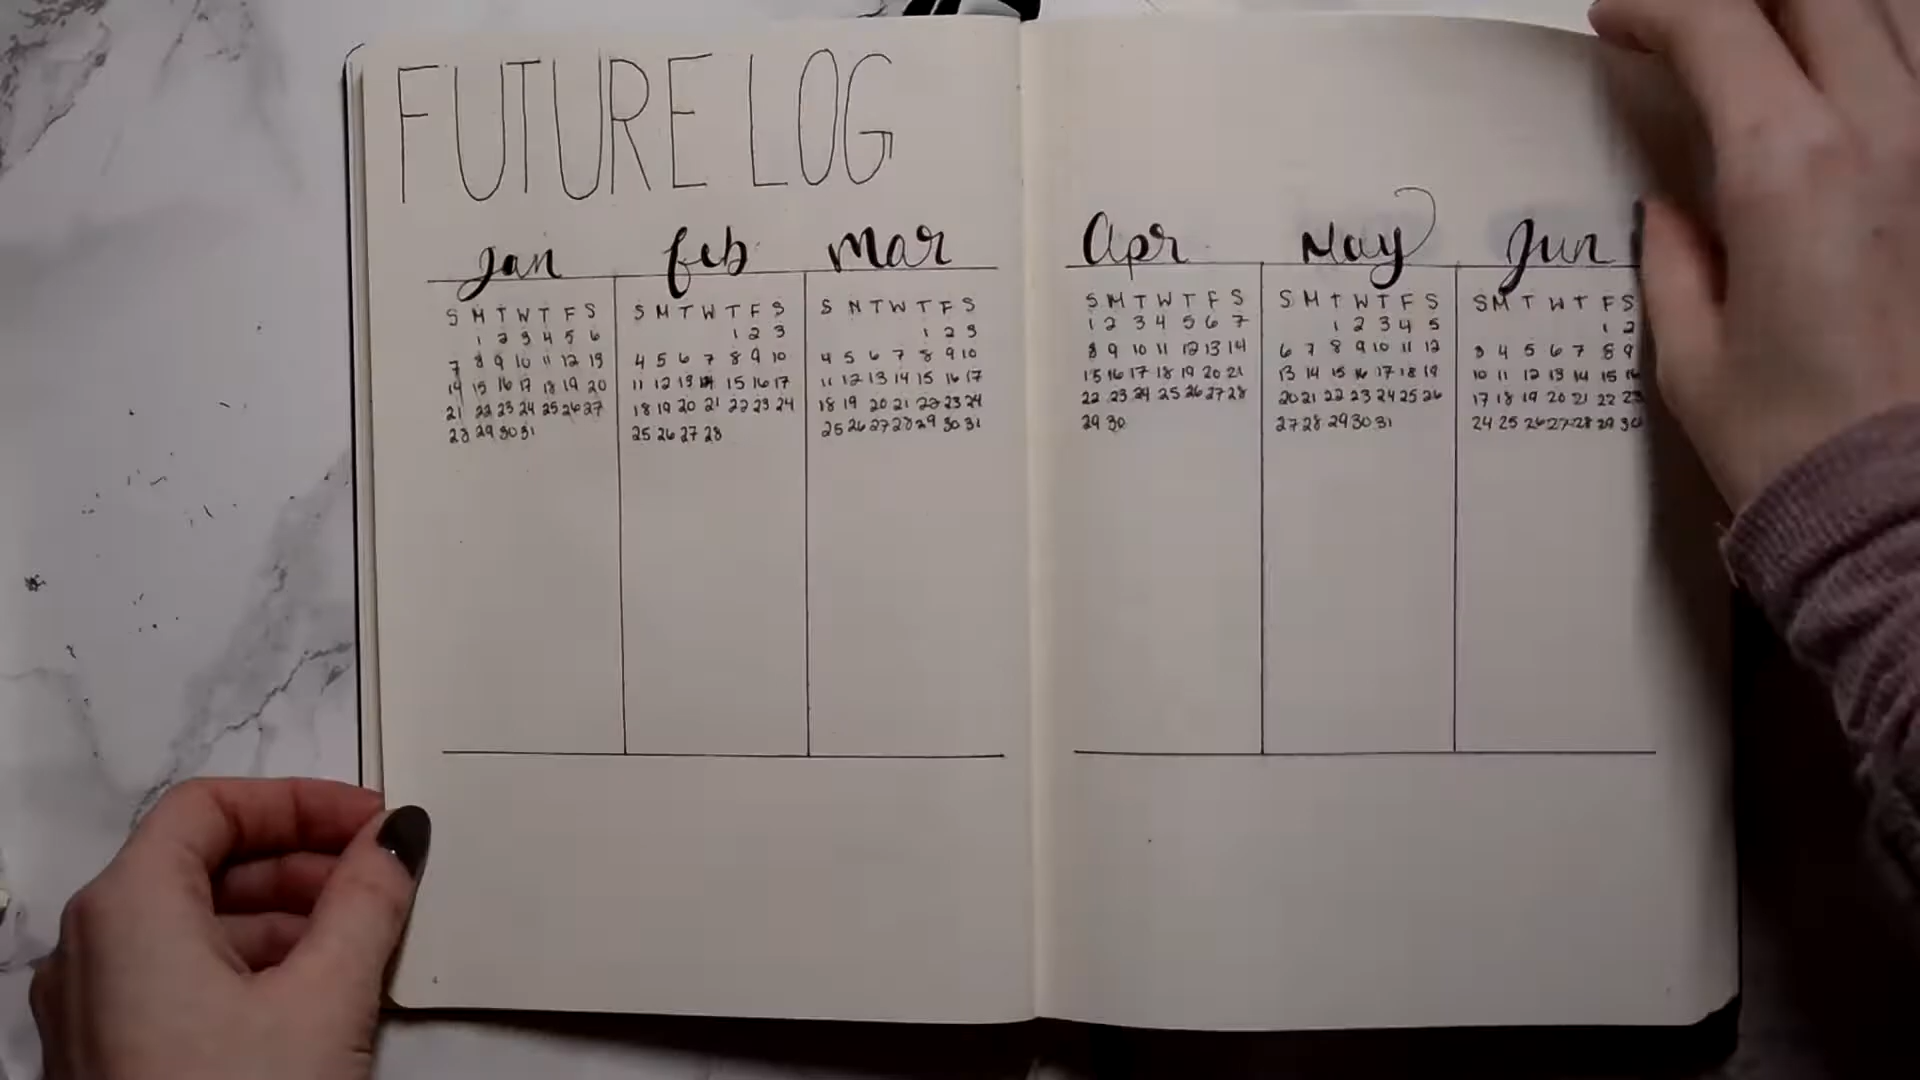 FUTURE LOG
Jan
S M T W T F S
1 2 3 4 5 6
7 8 9 10 11 12 13
14 15 16 17 18 19 20
21 22 23 24 25 26 27
28 29 30 31
feb
S M T W T F S
1 2 3
4 5 6 7 8 9 10
11 12 13 14 15 16 17
18 19 20 21 22 23 24
25 26 27 28
Mar
S M T W T F S
1 2 3
4 5 6 7 8 9 10
11 12 13 14 15 16 17
18 19 20 21 22 23 24
25 26 27 28 29 30 31
Apr
S M T W T F S
1 2 3 4 5 6 7
8 9 10 11 12 13 14
15 16 17 18 19 20 21
22 23 24 25 26 27 28
29 30
May
S M T W T F S
1 2 3 4 5
6 7 8 9 10 11 12
13 14 15 16 17 18 19
20 21 22 23 24 25 26
27 28 29 30 31
Jun
S M T W T F S
1 2
3 4 5 6 7 8 9
10 11 12 13 14 15 16
17 18 19 20 21 22 23
24 25 26 27 28 29 30